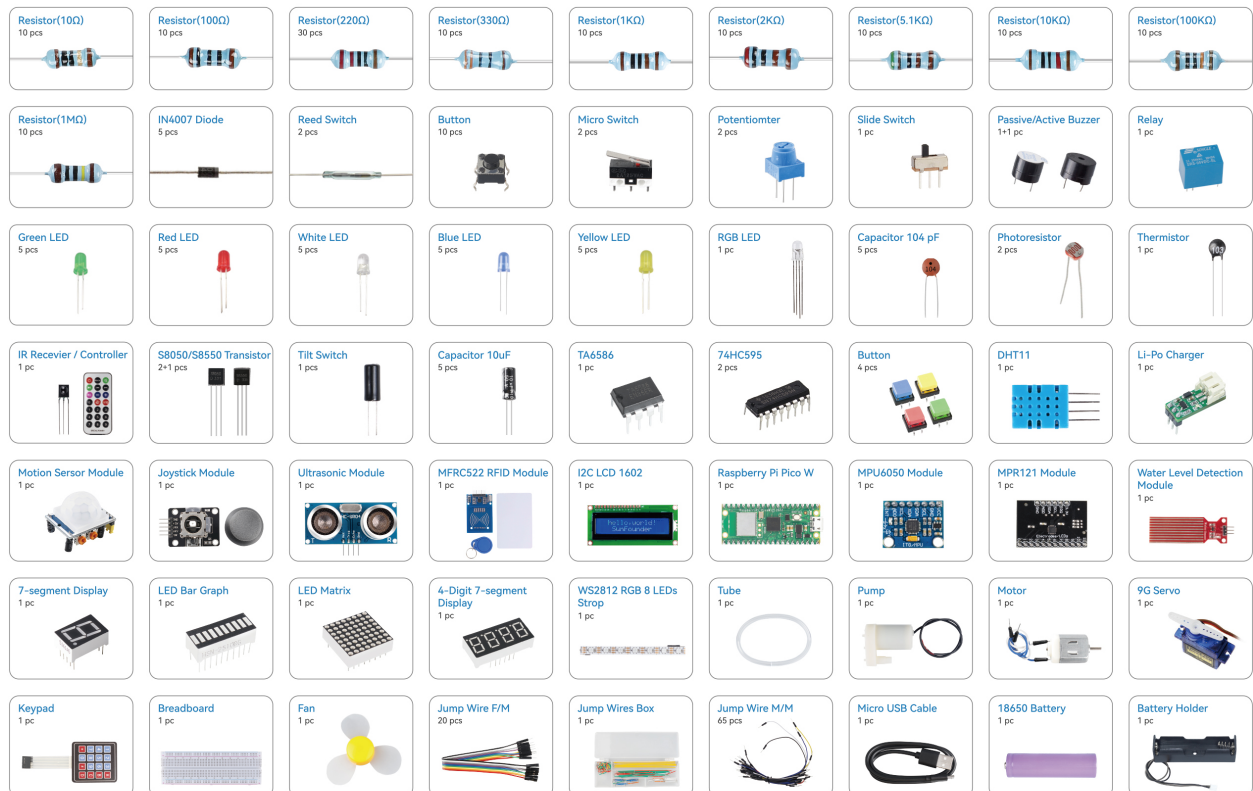 Resistor(10Ω)
10 pcs
Resistor(100Ω)
10 pcs
Resistor(220Ω)
30 pcs
Resistor(330Ω)
10 pcs
Resistor(1KΩ)
10 pcs
Resistor(2KΩ)
10 pcs
Resistor(5.1KΩ)
10 pcs
Resistor(10KΩ)
10 pcs
Resistor(100KΩ)
10 pcs
Resistor(1MΩ)
10 pcs
IN4007 Diode
5 pcs
Reed Switch
2 pcs
Button
10 pcs
Micro Switch
2 pcs
Potentiomter
2 pcs
Slide Switch
1 pc
Passive/Active Buzzer
1+1 pc
Relay
1 pc
Green LED
5 pcs
Red LED
5 pcs
White LED
5 pcs
Blue LED
5 pcs
Yellow LED
5 pcs
RGB LED
1 pc
Capacitor 104 pF
5 pcs
104
Photoresistor
2 pcs
Thermistor
1 pc
103
IR Recevier / Controller
1 pc
S8050/S8550 Transistor
2+1 pcs
Tilt Switch
1 pcs
Capacitor 10uF
5 pcs
TA6586
1 pc
74HC595
2 pcs
Button
4 pcs
DHT11
1 pc
Li-Po Charger
1 pc
Motion Sensor Module
1 pc
Joystick Module
1 pc
Ultrasonic Module
1 pc
MFRC522 RFID Module
1 pc
I2C LCD 1602
1 pc
hello,world!
SunFounder
Raspberry Pi Pico W
1 pc
MPU6050 Module
1 pc
MPR121 Module
1 pc
Water Level Detection
Module
1 pc
7-segment Display
1 pc
LED Bar Graph
1 pc
LED Matrix
1 pc
4-Digit 7-segment
Display
1 pc
WS2812 RGB 8 LEDs
Strop
1 pc
Tube
1 pc
Pump
1 pc
Motor
1 pc
9G Servo
1 pc
Keypad
1 pc
Breadboard
1 pc
Fan
1 pc
Jump Wire F/M
20 pcs
Jump Wires Box
1 pc
Jump Wire M/M
65 pcs
Micro USB Cable
1 pc
18650 Battery
1 pc
Battery Holder
1 pc